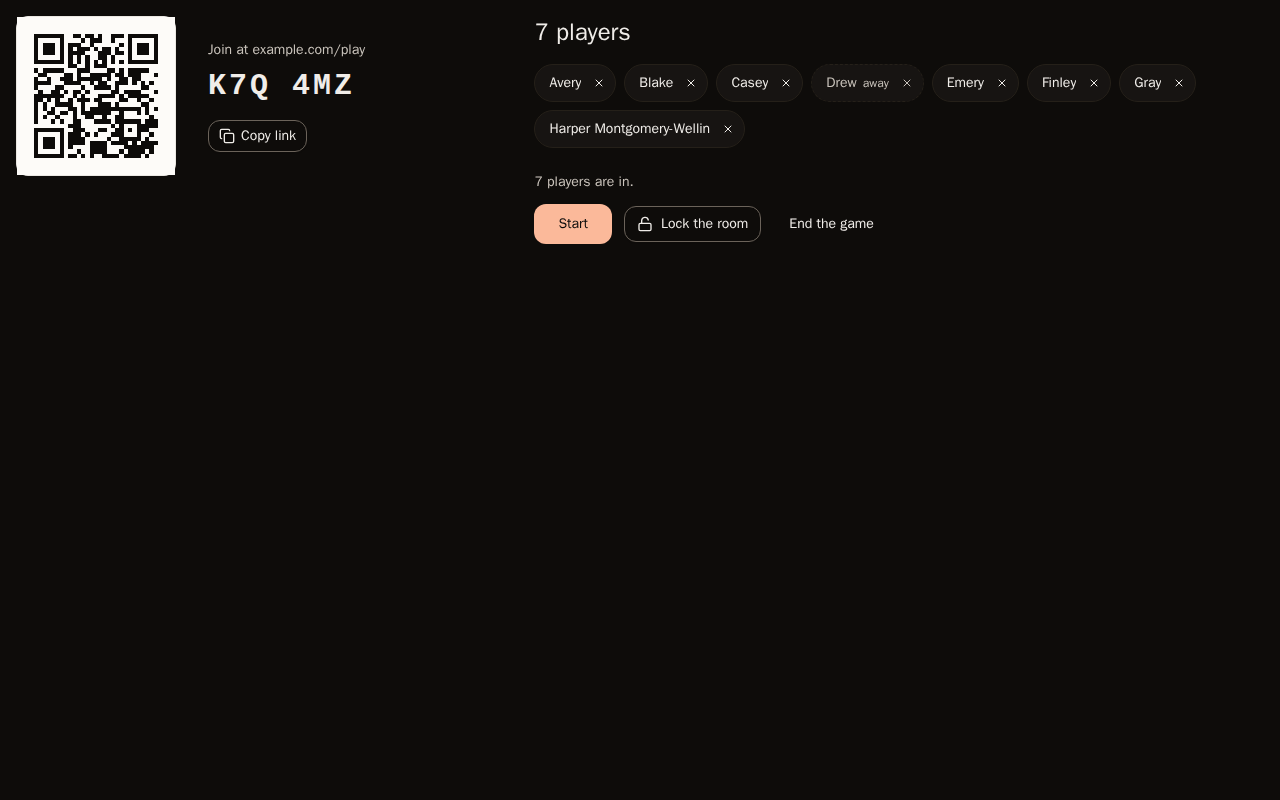 Join at example.com/play
K7Q 4MZ
Copy link
7 players
Avery
Blake
Casey
Drew away
Emery
Finley
Gray
Harper Montgomery-Wellin
7 players are in.
Start
Lock the room
End the game